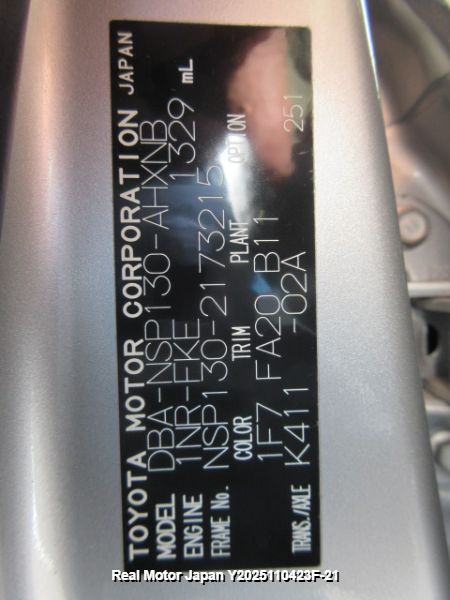 TOYOTA MOTOR CORPORATION JAPAN
MODEL DBA-NSP130-AHXNB
ENGINE 1NR-EKE 1329 mL
FRAME No. NSP130-2173215
COLOR TRIM PLANT OPTION
1F7 FA20 B11 251
TRANS./AXLE K411 -02A
Real Motor Japan Y2025110423F-21